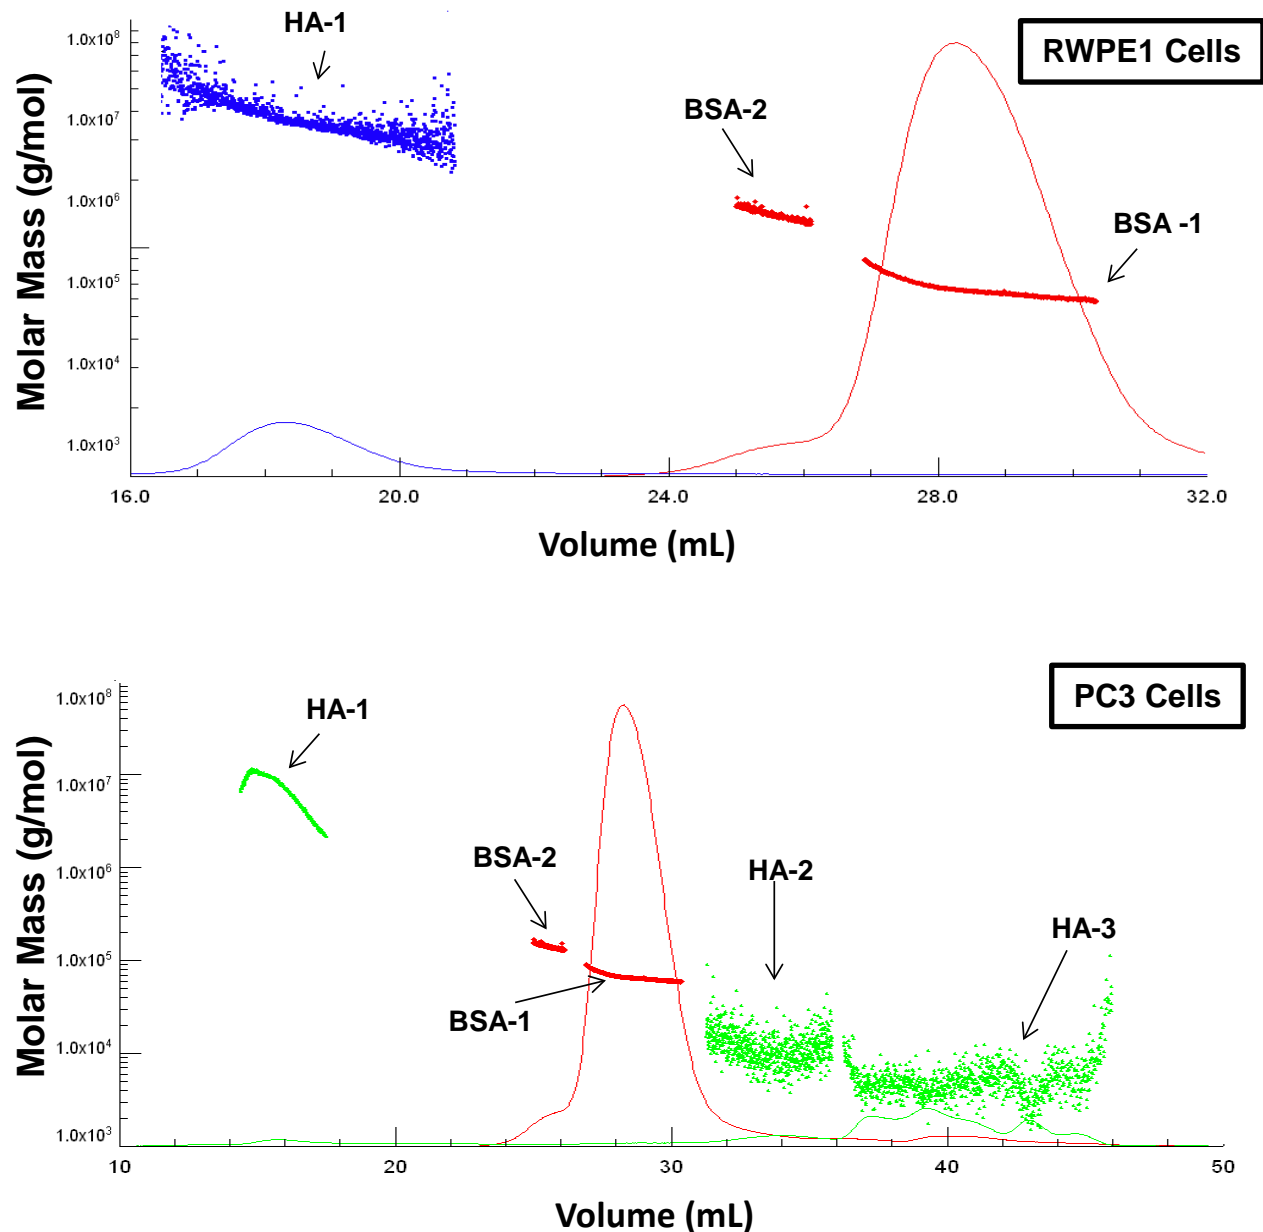 HA-1
RWPE1 Cells
BSA-2
BSA -1
Molar Mass (g/mol)
1.0x10⁸
1.0x10⁷
1.0x10⁶
1.0x10⁵
1.0x10⁴
1.0x10³
16.0 20.0 24.0 28.0 32.0
Volume (mL)
PC3 Cells
HA-1
BSA-2
HA-2
HA-3
BSA-1
Molar Mass (g/mol)
1.0x10⁸
1.0x10⁷
1.0x10⁶
1.0x10⁵
1.0x10⁴
1.0x10³
10 20 30 40 50
Volume (mL)